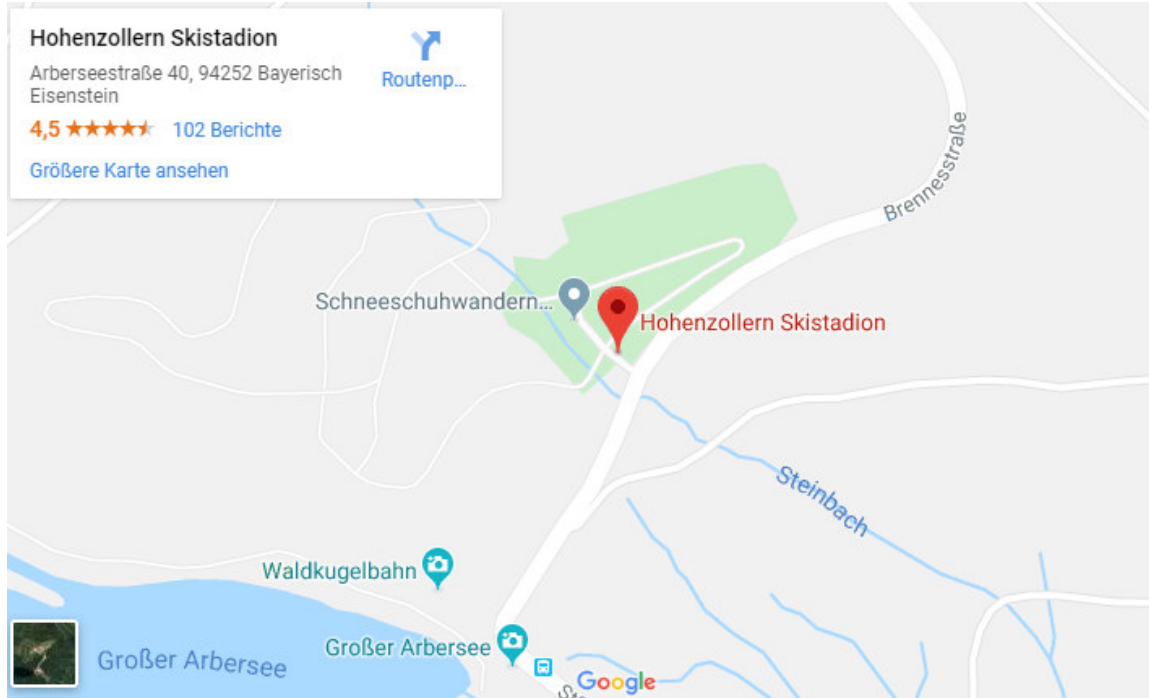 Hohenzollern Skistadion
Arberseestraße 40, 94252 Bayerisch
Eisenstein
Routenp...
4,5 102 Berichte
Größere Karte ansehen
Brennesstraße
Schneeschuhwandern...
Hohenzollern Skistadion
Steinbach
Waldkugelbahn
Großer Arbersee
Großer Arbersee
Google